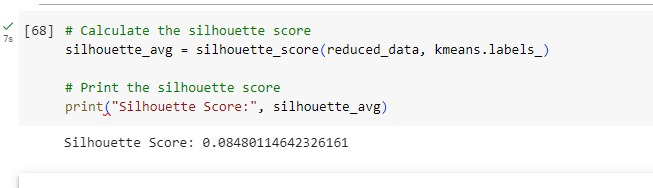 7s [68] # Calculate the silhouette score
silhouette_avg = silhouette_score(reduced_data, kmeans.labels_)
# Print the silhouette score
print("Silhouette Score:", silhouette_avg)
Silhouette Score: 0.08480114642326161